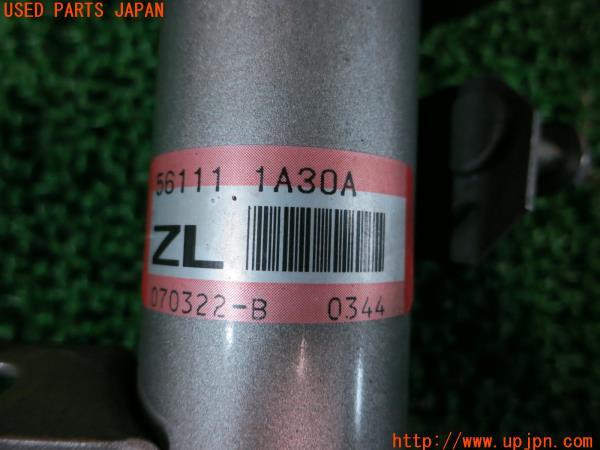 USED PARTS JAPAN
56111 1A30A
ZL
070322-B 0344
http://www.upjpn.com/